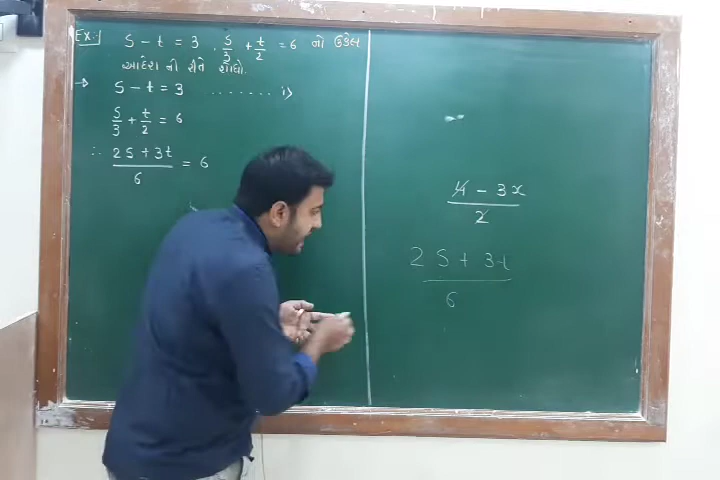 Ex:1 s - t = 3 . s/3 + t/2 = 6 નો ઉકેલ
આદેશ ની રીતે શોધો.
→ s - t = 3 ........ i>
s/3 + t/2 = 6
∴ 2s + 3t / 6 = 6
4 - 3x / 2
2s + 3t / 6